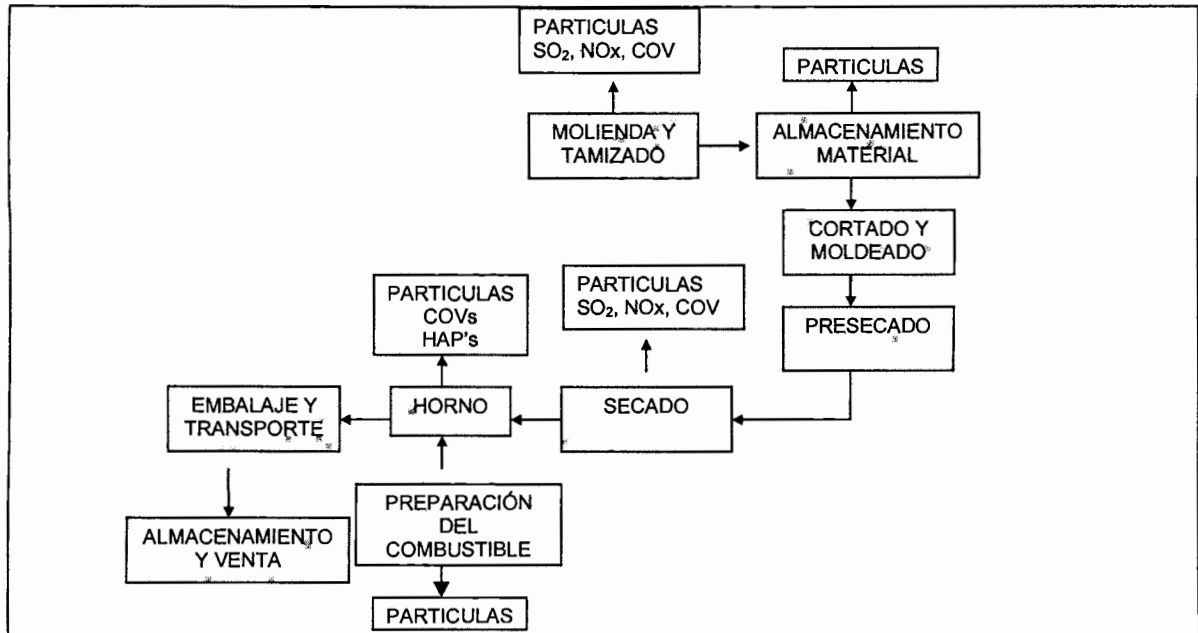 PARTICULAS
SO₂, NOx, COV
PARTICULAS
MOLIENDA Y
TAMIZADO
ALMACENAMIENTO
MATERIAL
CORTADO Y
MOLDEADO
PARTICULAS
COVs
HAP's
PARTICULAS
SO₂, NOx, COV
PRESECADO
EMBALAJE Y
TRANSPORTE
HORNO
SECADO
PREPARACIÓN
DEL
COMBUSTIBLE
ALMACENAMIENTO
Y VENTA
PARTICULAS